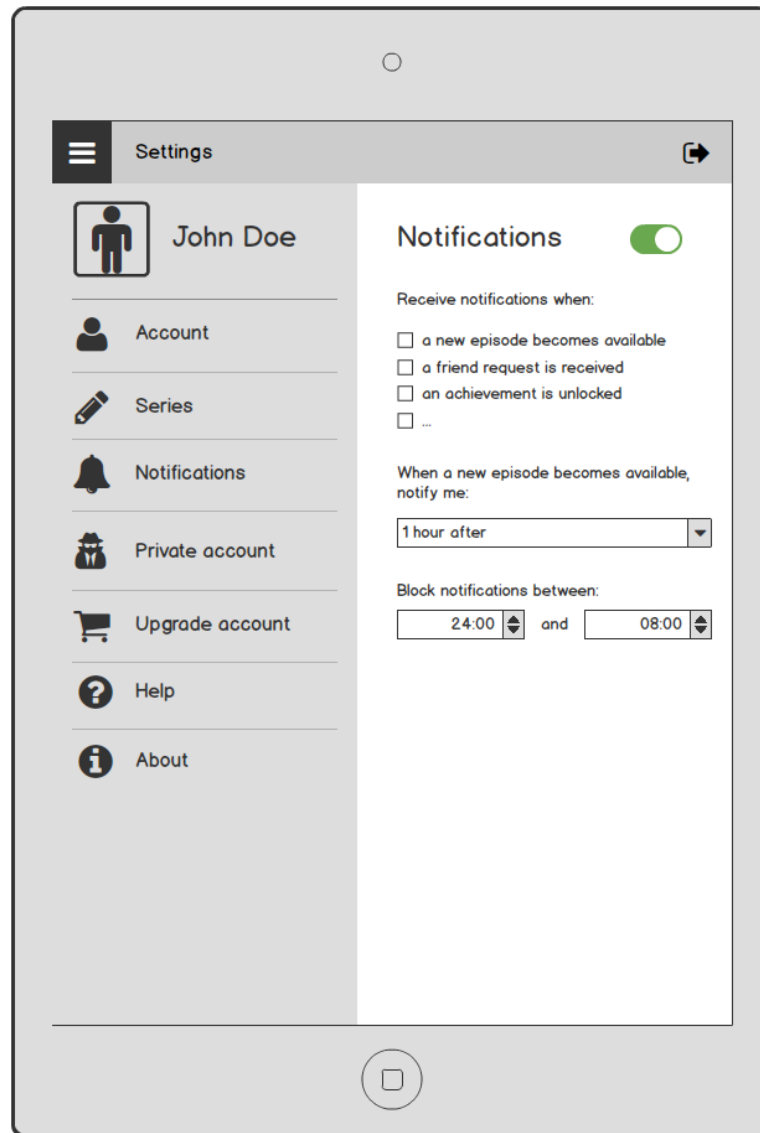 Settings
John Doe
Account
Series
Notifications
Private account
Upgrade account
Help
About
Notifications
Receive notifications when:
a new episode becomes available
a friend request is received
an achievement is unlocked
...
When a new episode becomes available,
notify me:
1 hour after
Block notifications between:
24:00 and 08:00